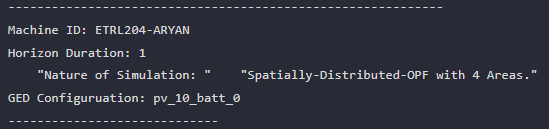 ------------------------------------------------------------
Machine ID: ETRL204-ARYAN
Horizon Duration: 1
    "Nature of Simulation: "    "Spatially-Distributed-OPF with 4 Areas."
GED Configuruation: pv_10_batt_0
-----------------------------